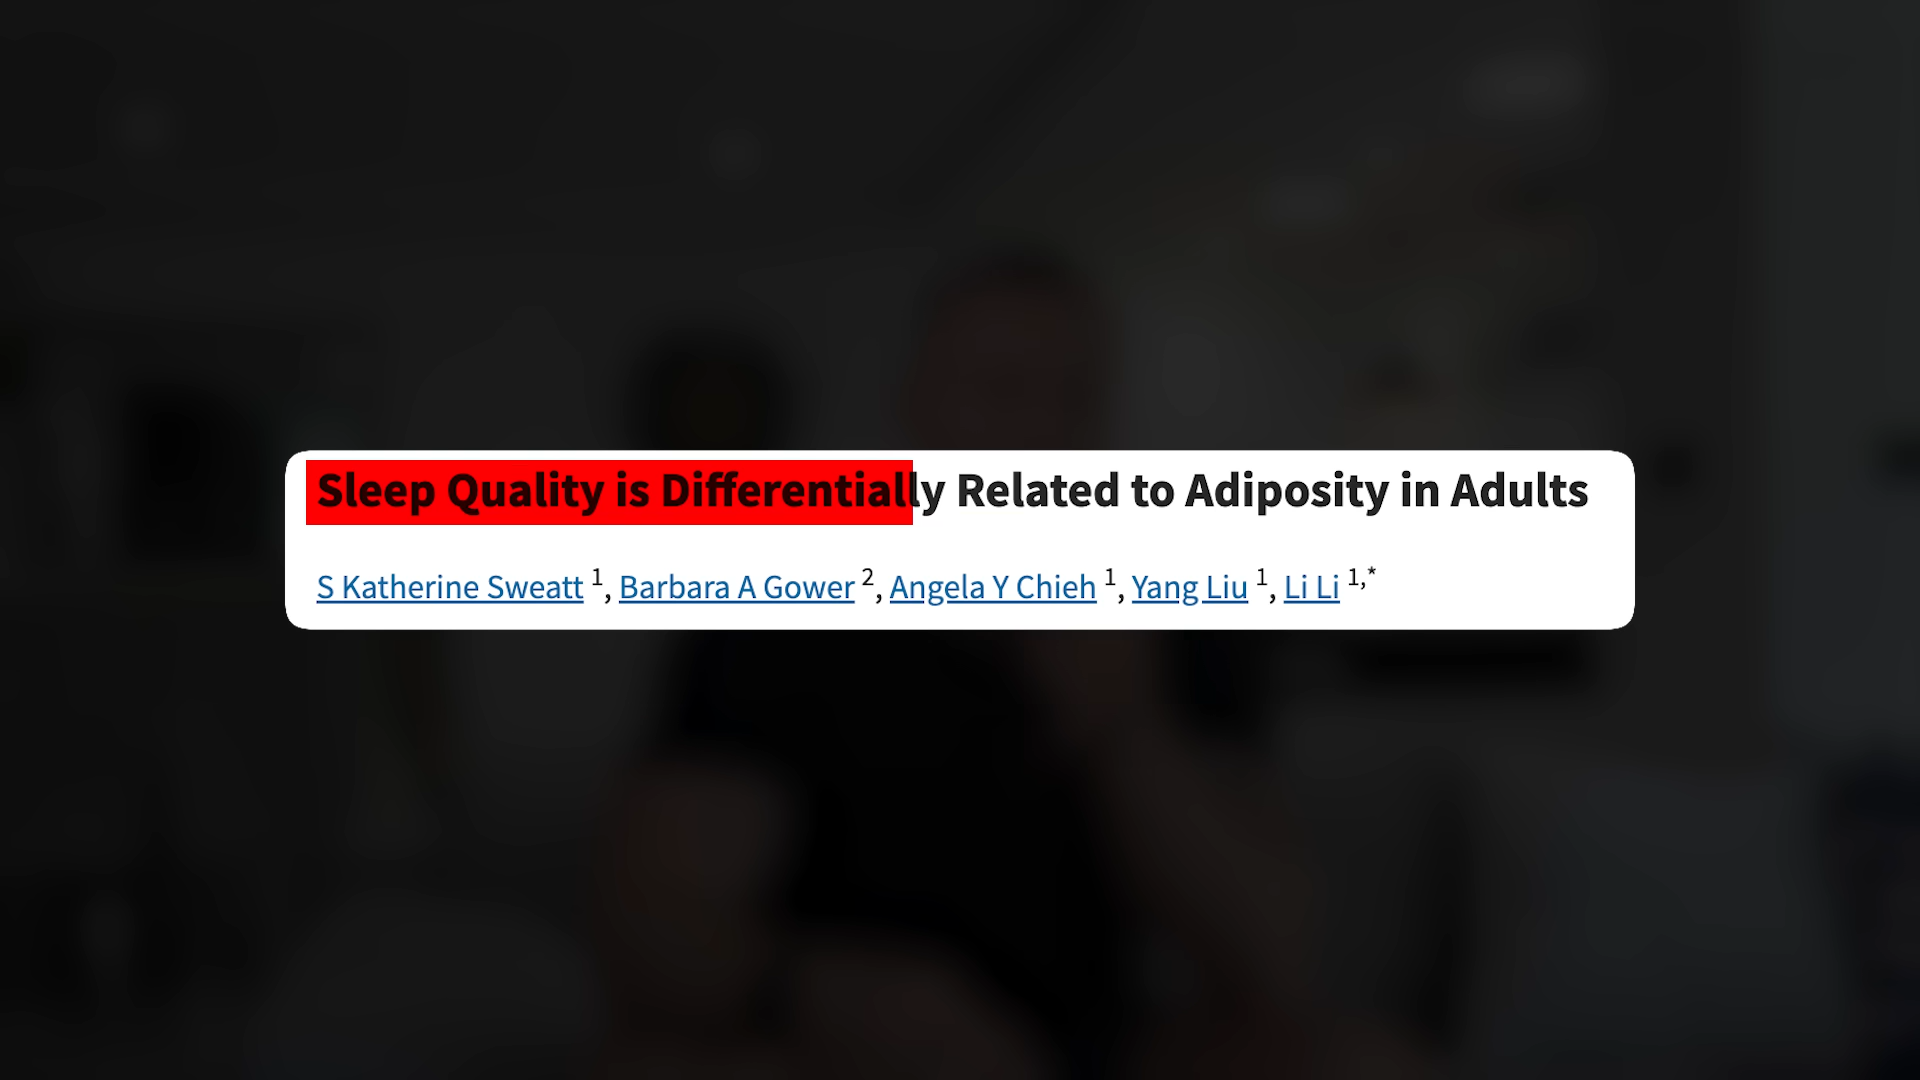 Sleep Quality is Differentially Related to Adiposity in Adults
S Katherine Sweatt 1, Barbara A Gower 2, Angela Y Chieh 1, Yang Liu 1, Li Li 1,*